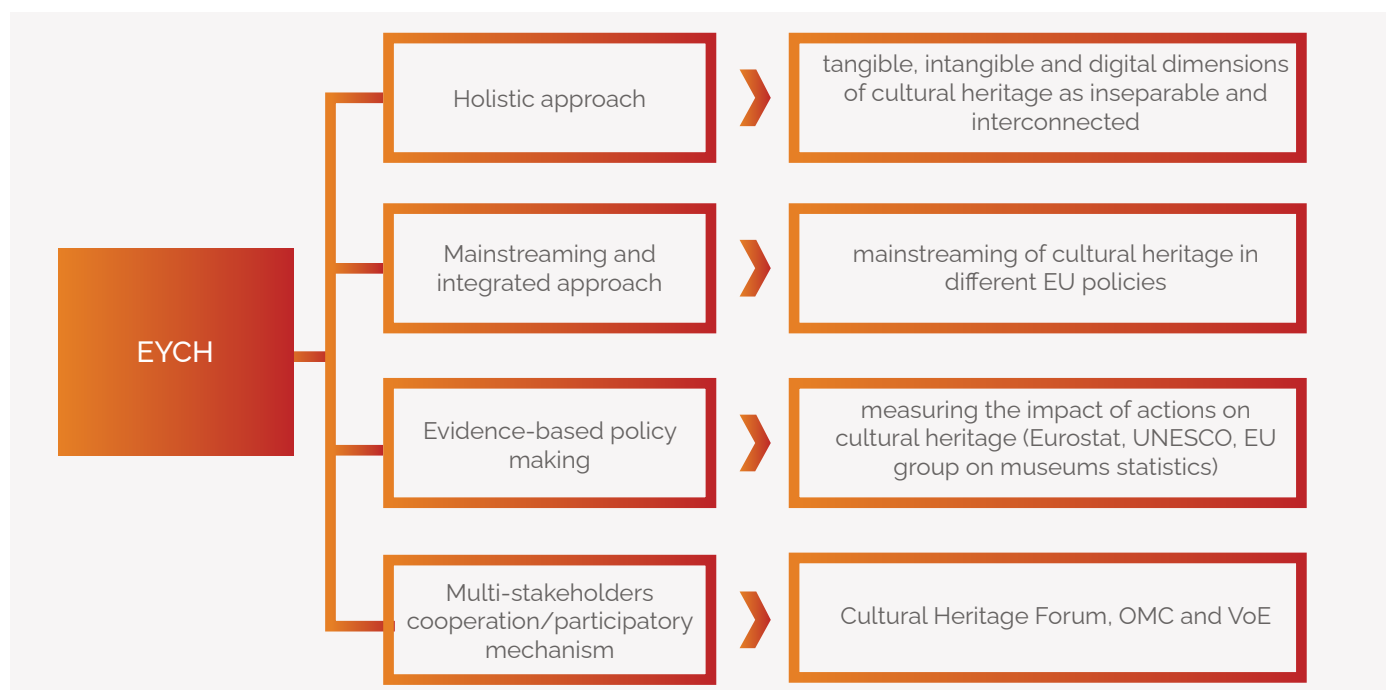 EYCH
Holistic approach
tangible, intangible and digital dimensions
of cultural heritage as inseparable and
interconnected
Mainstreaming and
integrated approach
mainstreaming of cultural heritage in
different EU policies
Evidence-based policy
making
measuring the impact of actions on
cultural heritage (Eurostat, UNESCO, EU
group on museums statistics)
Multi-stakeholders
cooperation/participatory
mechanism
Cultural Heritage Forum, OMC and VoE